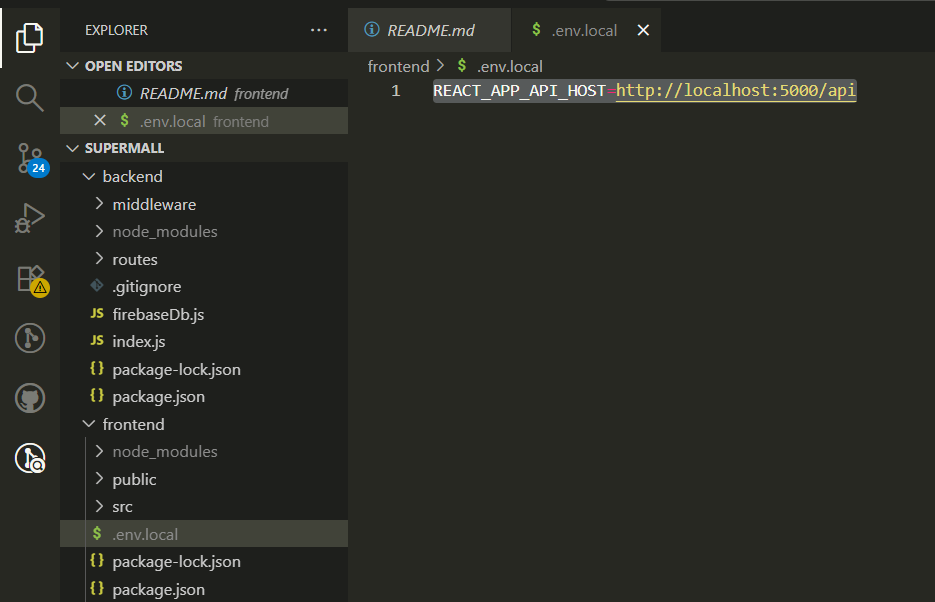 EXPLORER ...
OPEN EDITORS
README.md frontend
.env.local frontend
SUPERMALL
backend
middleware
node_modules
routes
.gitignore
JS firebaseDb.js
JS index.js
{} package-lock.json
{} package.json
frontend
node_modules
public
src
$ .env.local
{} package-lock.json
{} package.json
24
README.md
$ .env.local
frontend > $ .env.local
1 REACT_APP_API_HOST=http://localhost:5000/api